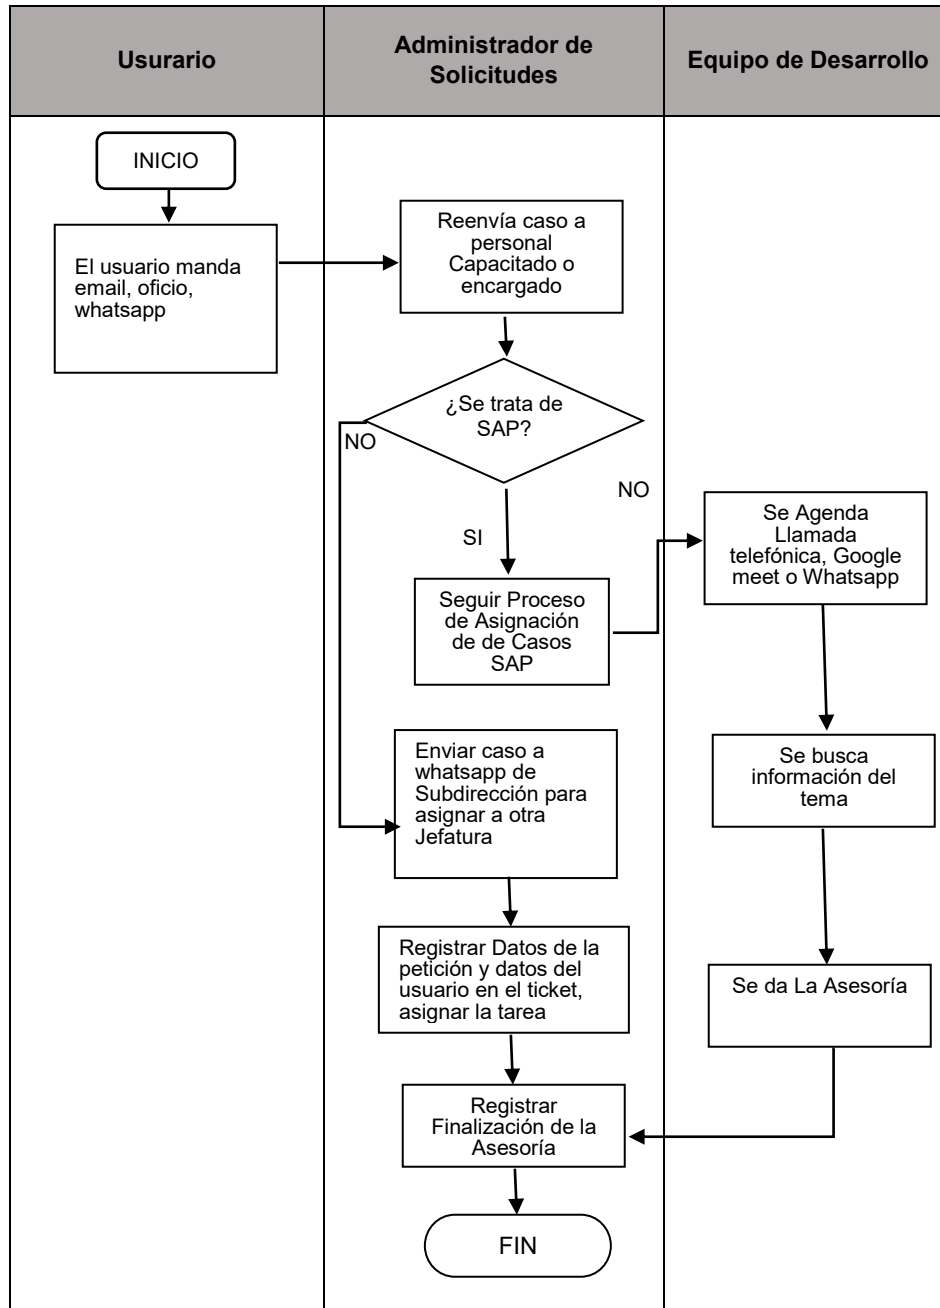 Usurario
Administrador de
Solicitudes
Equipo de Desarrollo
INICIO
El usuario manda
email, oficio,
whatsapp
Reenvía caso a
personal
Capacitado o
encargado
¿Se trata de
SAP?
NO
SI
NO
Seguir Proceso
de Asignación
de de Casos
SAP
Se Agenda
Llamada
telefónica, Google
meet o Whatsapp
Enviar caso a
whatsapp de
Subdirección para
asignar a otra
Jefatura
Se busca
información del
tema
Registrar Datos de la
petición y datos del
usuario en el ticket,
asignar la tarea
Se da La Asesoría
Registrar
Finalización de la
Asesoría
FIN